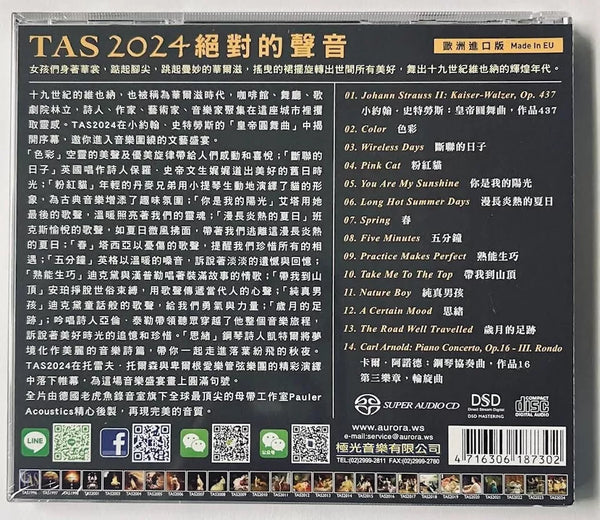 TAS 2024 絕對的聲音
歐洲進口版 Made In EU
女孩們身著華裳，踮起腳尖，跳起曼妙的華爾滋，搖曳的裙擺旋轉出世間所有美好，舞出十九世紀維也納的輝煌年代。
十九世紀的維也納，也被稱為華爾滋時代，咖啡館、舞廳、歌
劇院林立，詩人、作家、藝術家、音樂家聚集在這座城市裡攫
取靈感。TAS2024在小約翰．史特勞斯的「皇帝圓舞曲」中揭
開序幕，邀你進入音樂圍繞的文藝盛宴。
「色彩」空靈的美聲及優美旋律帶給人們感動和喜悅；「斷聯的
日子」英國唱作詩人保羅．史帝文生娓娓道出美好的舊日時
光；「粉紅貓」年輕的丹麥兄弟用小提琴生動地演繹了貓的形
象，為古典音樂增添了趣味氛圍；「你是我的陽光」艾塔用她
最後的歌聲，溫暖照亮著我們的靈魂；「漫長炎熱的夏日」班
克斯愉悅的歌聲，如夏日微風拂面，帶著我們逃離這漫長炎熱
的夏日；「春」塔西亞以憂傷的歌聲，提醒我們珍惜所有的相
遇；「五分鐘」英格以溫暖的嗓音，訴說著淡淡的遺憾與回憶；
「熟能生巧」迪克黛與漢普勒唱著裝滿故事的情歌；「帶我到山
頂」安珀掙脫世俗束縛，用歌聲傳遞當代人的心聲；「純真男
孩」迪克黛童話般的歌聲，給我們勇氣與力量；「歲月的足
跡」；吟唱詩人亞倫．泰勒帶領聽眾穿越了他整個音樂旅程，
訴說著對美好時光的追憶和珍惜。「思緒」鋼琴詩人凱特爾將夢
境化作美麗的音樂詩篇，帶你一起走進落葉紛飛的秋夜。
TAS2024在托雷夫．托爾森與卑爾根愛樂管弦樂團的精彩演繹
中落下帷幕，為這場音樂盛宴畫上圓滿句號。
全片由德國老虎魚錄音室旗下全球最頂尖的母帶工作室Pauler
Acoustics精心後製，再現完美的音質。
01. Johann Strauss II: Kaiser-Walzer, Op. 437
小約翰．史特勞斯：皇帝圓舞曲，作品437
02. Color 色彩
03. Wireless Days 斷聯的日子
04. Pink Cat 粉紅貓
05. You Are My Sunshine 你是我的陽光
06. Long Hot Summer Days 漫長炎熱的夏日
07. Spring 春
08. Five Minutes 五分鐘
09. Practice Makes Perfect 熟能生巧
10. Take Me To The Top 帶我到山頂
11. Nature Boy 純真男孩
12. A Certain Mood 思緒
13. The Road Well Travelled 歲月的足跡
14. Carl Arnold: Piano Concerto, Op.16 - III. Rondo
卡爾．阿諾德：鋼琴協奏曲，作品16
第三樂章，輪旋曲
SUPER AUDIO CD
DSD
Direct Stream Digital
DSD MASTERING
COMPACT
disc
DIGITAL AUDIO
LINE
公众号
www.aurora.ws
e-mail:service@aurora.ws
極光音樂有限公司
TEL:(02)2999-2811 FAX:(02)2999-2780
4 716306 187302